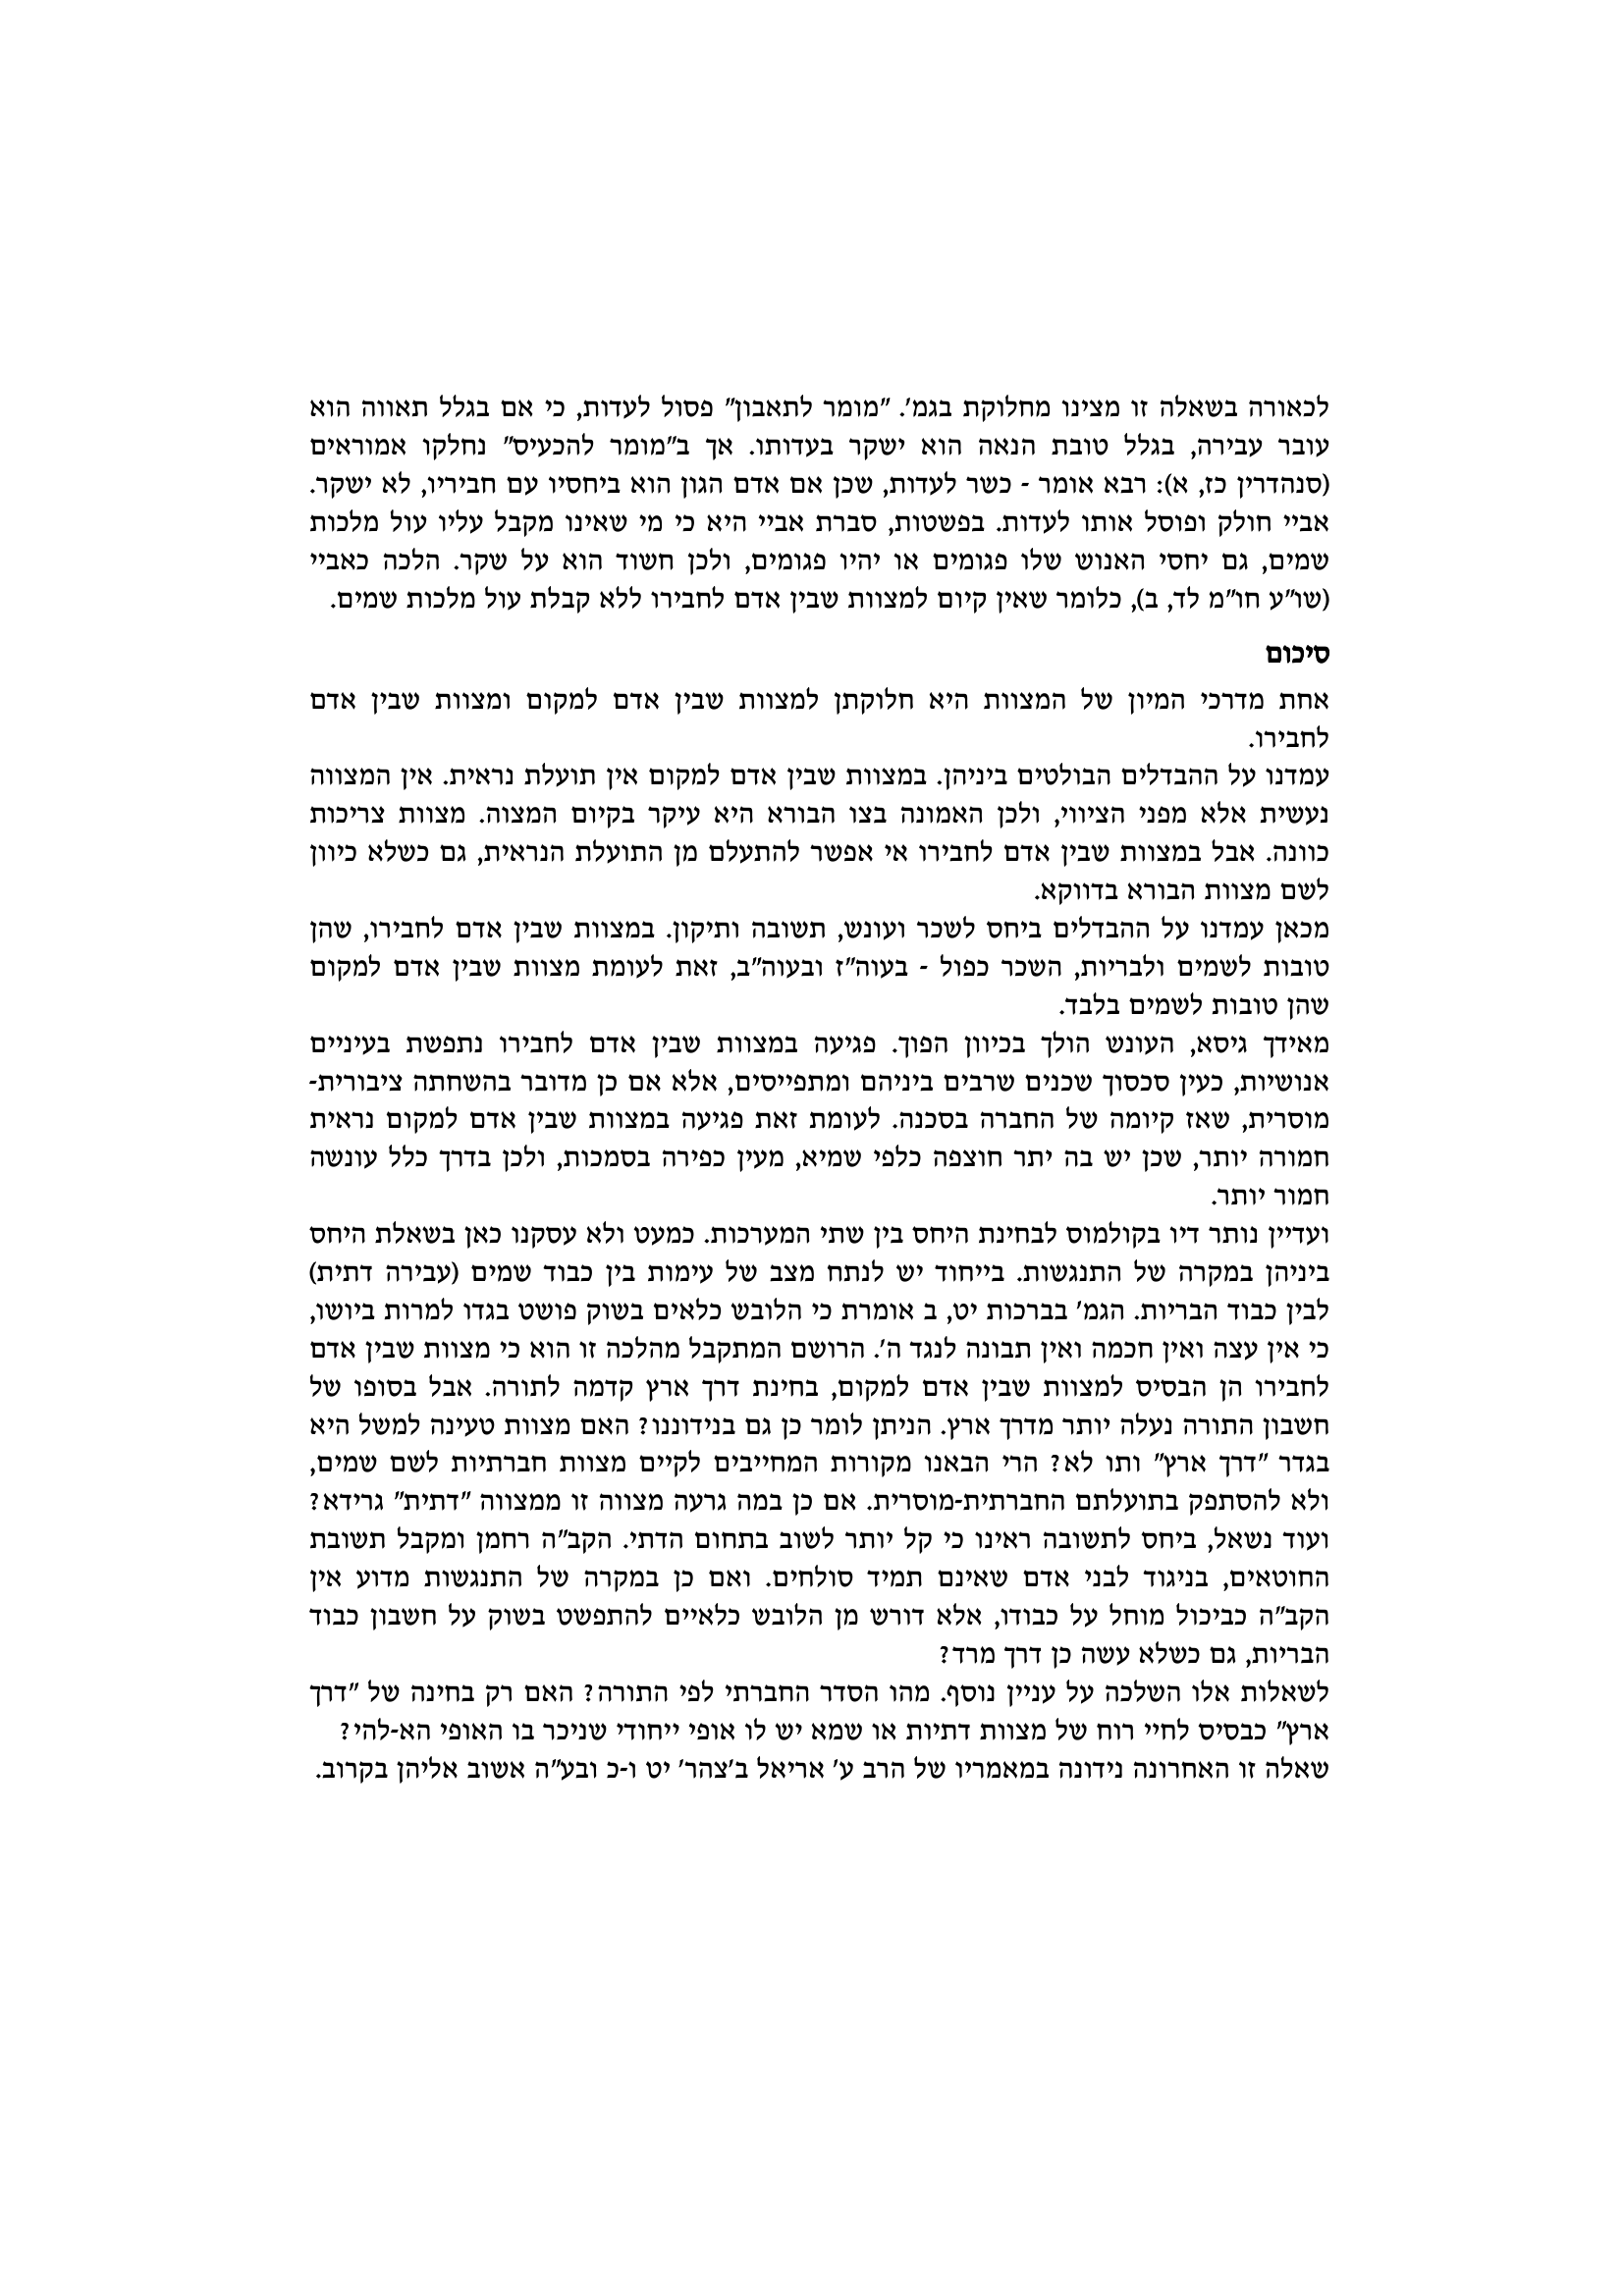 לכאורה בשאלה זו מצינו מחלוקת בגמ'. "מומר לתאבון" פסול לעדות, כי אם בגלל תאווה הוא
עובר עבירה, בגלל טובת הנאה הוא ישקר בעדותו. אך ב"מומר להכעיס" נחלקו אמוראים
(סנהדרין כז, א): רבא אומר - כשר לעדות, שכן אם אדם הגון הוא ביחסיו עם חביריו, לא ישקר.
אביי חולק ופוסל אותו לעדות. בפשטות, סברת אביי היא כי מי שאינו מקבל עליו עול מלכות
שמים, גם יחסי האנוש שלו פגומים או יהיו פגומים, ולכן חשוד הוא על שקר. הלכה כאביי
(שו"ע חו"מ לד, ב), כלומר שאין קיום למצוות שבין אדם לחבירו ללא קבלת עול מלכות שמים.
סיכום
אחת מדרכי המיון של המצוות היא חלוקתן למצוות שבין אדם למקום ומצוות שבין אדם
לחבירו.
עמדנו על ההבדלים הבולטים ביניהן. במצוות שבין אדם למקום אין תועלת נראית. אין המצווה
נעשית אלא מפני הציווי, ולכן האמונה בצו הבורא היא עיקר בקיום המצוה. מצוות צריכות
כוונה. אבל במצוות שבין אדם לחבירו אי אפשר להתעלם מן התועלת הנראית, גם כשלא כיוון
לשם מצוות הבורא בדווקא.
מכאן עמדנו על ההבדלים ביחס לשכר ועונש, תשובה ותיקון. במצוות שבין אדם לחבירו, שהן
טובות לשמים ולבריות, השכר כפול - בעוה"ז ובעוה"ב, זאת לעומת מצוות שבין אדם למקום
שהן טובות לשמים בלבד.
מאידך גיסא, העונש הולך בכיוון הפוך. פגיעה במצוות שבין אדם לחבירו נתפשת בעיניים
אנושיות, כעין סכסוך שכנים שרבים ביניהם ומתפייסים, אלא אם כן מדובר בהשחתה ציבורית-
מוסרית, שאז קיומה של החברה בסכנה. לעומת זאת פגיעה במצוות שבין אדם למקום נראית
חמורה יותר, שכן יש בה יתר חוצפה כלפי שמיא, מעין כפירה בסמכות, ולכן בדרך כלל עונשה
חמור יותר.
ועדיין נותר דיו בקולמוס לבחינת היחס בין שתי המערכות. כמעט ולא עסקנו כאן בשאלת היחס
ביניהן במקרה של התנגשות. בייחוד יש לנתח מצב של עימות בין כבוד שמים (עבירה דתית)
לבין כבוד הבריות. הגמ' בברכות יט, ב אומרת כי הלובש כלאים בשוק פושט בגדו למרות ביושו,
כי אין עצה ואין חכמה ואין תבונה לנגד ה'. הרושם המתקבל מהלכה זו הוא כי מצוות שבין אדם
לחבירו הן הבסיס למצוות שבין אדם למקום, בחינת דרך ארץ קדמה לתורה. אבל בסופו של
חשבון התורה נעלה יותר מדרך ארץ. הניתן לומר כן גם בנידוננו? האם מצוות טעינה למשל היא
בגדר "דרך ארץ" ותו לא? הרי הבאנו מקורות המחייבים לקיים מצוות חברתיות לשם שמים,
ולא להסתפק בתועלתם החברתית-מוסרית. אם כן במה גרעה מצווה זו ממצווה "דתית" גרידא?
ועוד נשאל, ביחס לתשובה ראינו כי קל יותר לשוב בתחום הדתי. הקב"ה רחמן ומקבל תשובת
החוטאים, בניגוד לבני אדם שאינם תמיד סולחים. ואם כן במקרה של התנגשות מדוע אין
הקב"ה כביכול מוחל על כבודו, אלא דורש מן הלובש כלאיים להתפשט בשוק על חשבון כבוד
הבריות, גם כשלא עשה כן דרך מרד?
לשאלות אלו השלכה על עניין נוסף. מהו הסדר החברתי לפי התורה? האם רק בחינה של "דרך
ארץ" כבסיס לחיי רוח של מצוות דתיות או שמא יש לו אופי ייחודי שניכר בו האופי הא-להי?
שאלה זו האחרונה נידונה במאמריו של הרב ע' אריאל ב'צהר' יט ו-כ ובע"ה אשוב אליהן בקרוב.